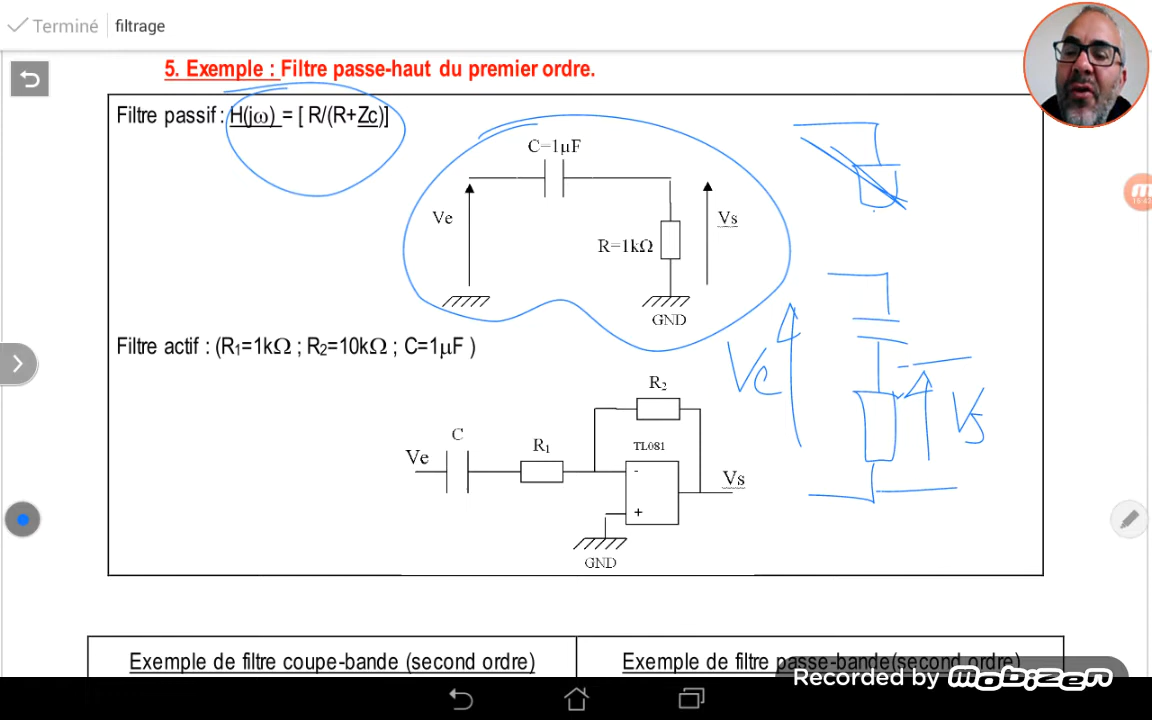 Terminé filtrage
5. Exemple : Filtre passe-haut du premier ordre.
Filtre passif : H(jω) = [ R/(R+Zc)]
C=1µF
Ve
Vs
R=1kΩ
GND
Filtre actif : (R1=1kΩ ; R2=10kΩ ; C=1µF )
Ve
Vs
R2
C
R1
TL081
Ve
-
Vs
+
GND
Exemple de filtre coupe-bande (second ordre)
Exemple de filtre passe-bande(second ordre)
Recorded by mobizen